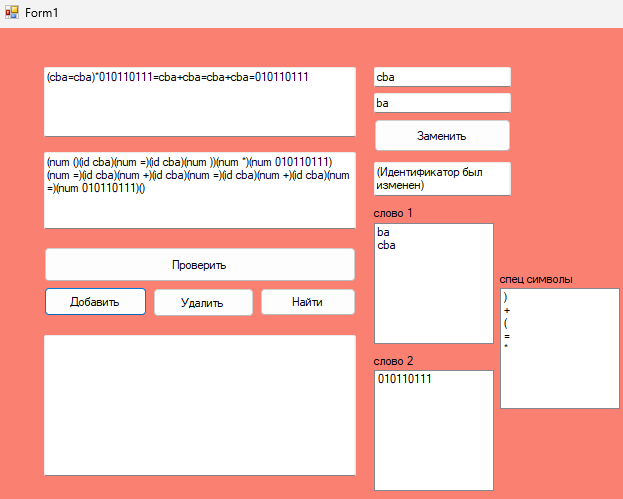 Form1
(cba=cba)*010110111=cba+cba=cba+cba=010110111
(num ()(id cba)(num =)(id cba)(num ))(num *)(num 010110111)
(num =)(id cba)(num +)(id cba)(num =)(id cba)(num +)(id cba)(num
=)(num 010110111)()
Проверить
Добавить
Удалить
Найти
cba
ba
Заменить
(Идентификатор был
изменен)
слово 1
ba
cba
слово 2
010110111
спец символы
)
+
(
=
*